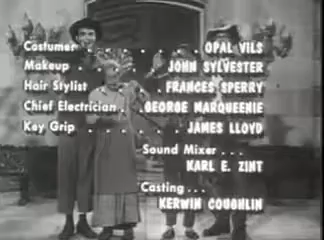 Costumer . . . . . . . . . OPAL VILS
Makeup . . . . . . . JOHN SYLVESTER
Hair Stylist . . . . . FRANCES SPERRY
Chief Electrician . . GEORGE MARQUEENIE
Key Grip . . . . . . . JAMES LLOYD
Sound Mixer . . .
KARL E. ZINT
Casting . . .
KERWIN COUGHLIN